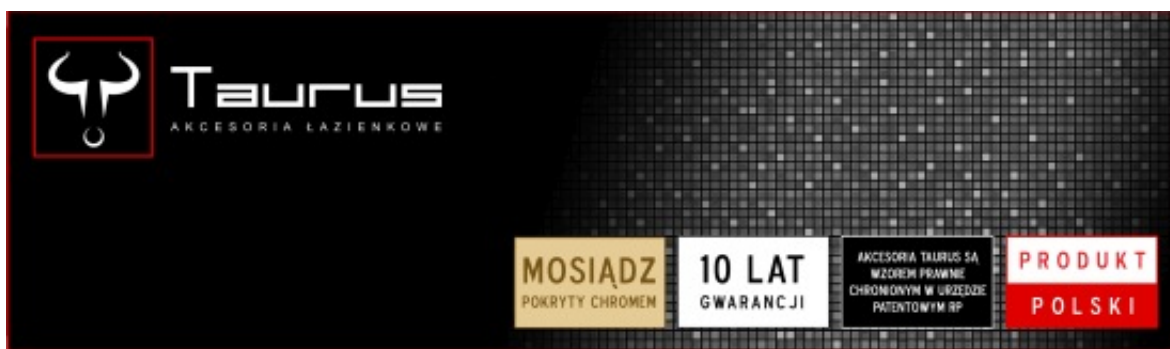 Taurus
AKCESORIA ŁAZIENKOWE
MOSIĄDZ
POKRYTY CHROMEM
10 LAT
GWARANCJI
AKCESORIA TAURUS SĄ
WZOREM PRAWNIE
CHRONIONYM W URZĘDZIE
PATENTOWYM RP
PRODUKT
POLSKI